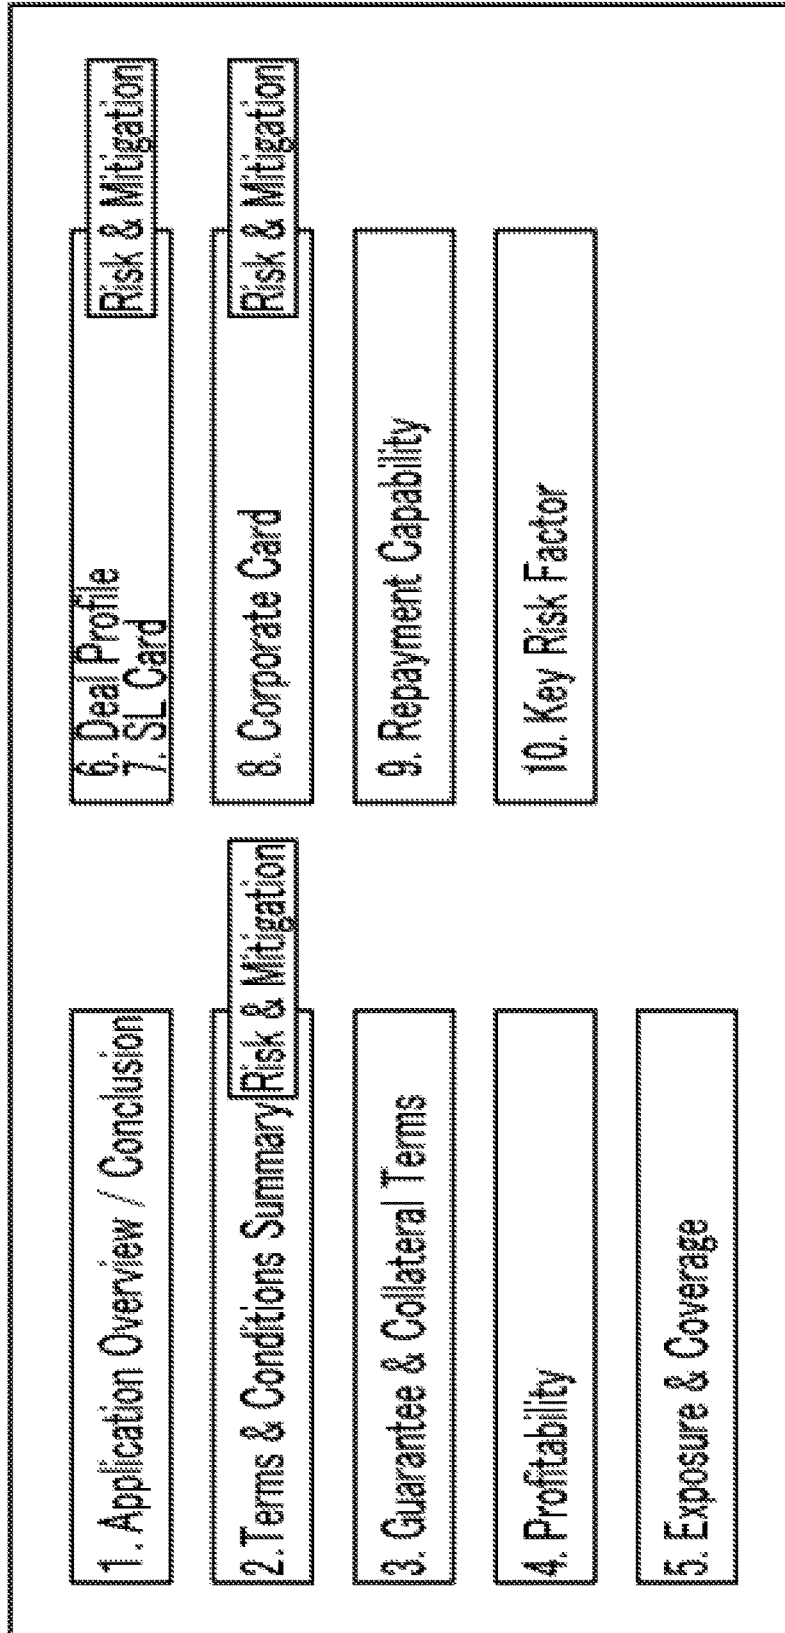 1. Application Overview / Conclusion
2.Terms & Conditions Summary
Risk & Mitigation
3. Guarantee & Collateral Terms
4. Profitability
5. Exposure & Coverage
6. Deal Profile
7. SL Card
Risk & Mitigation
8. Corporate Card
Risk & Mitigation
9. Repayment Capability
10. Key Risk Factor